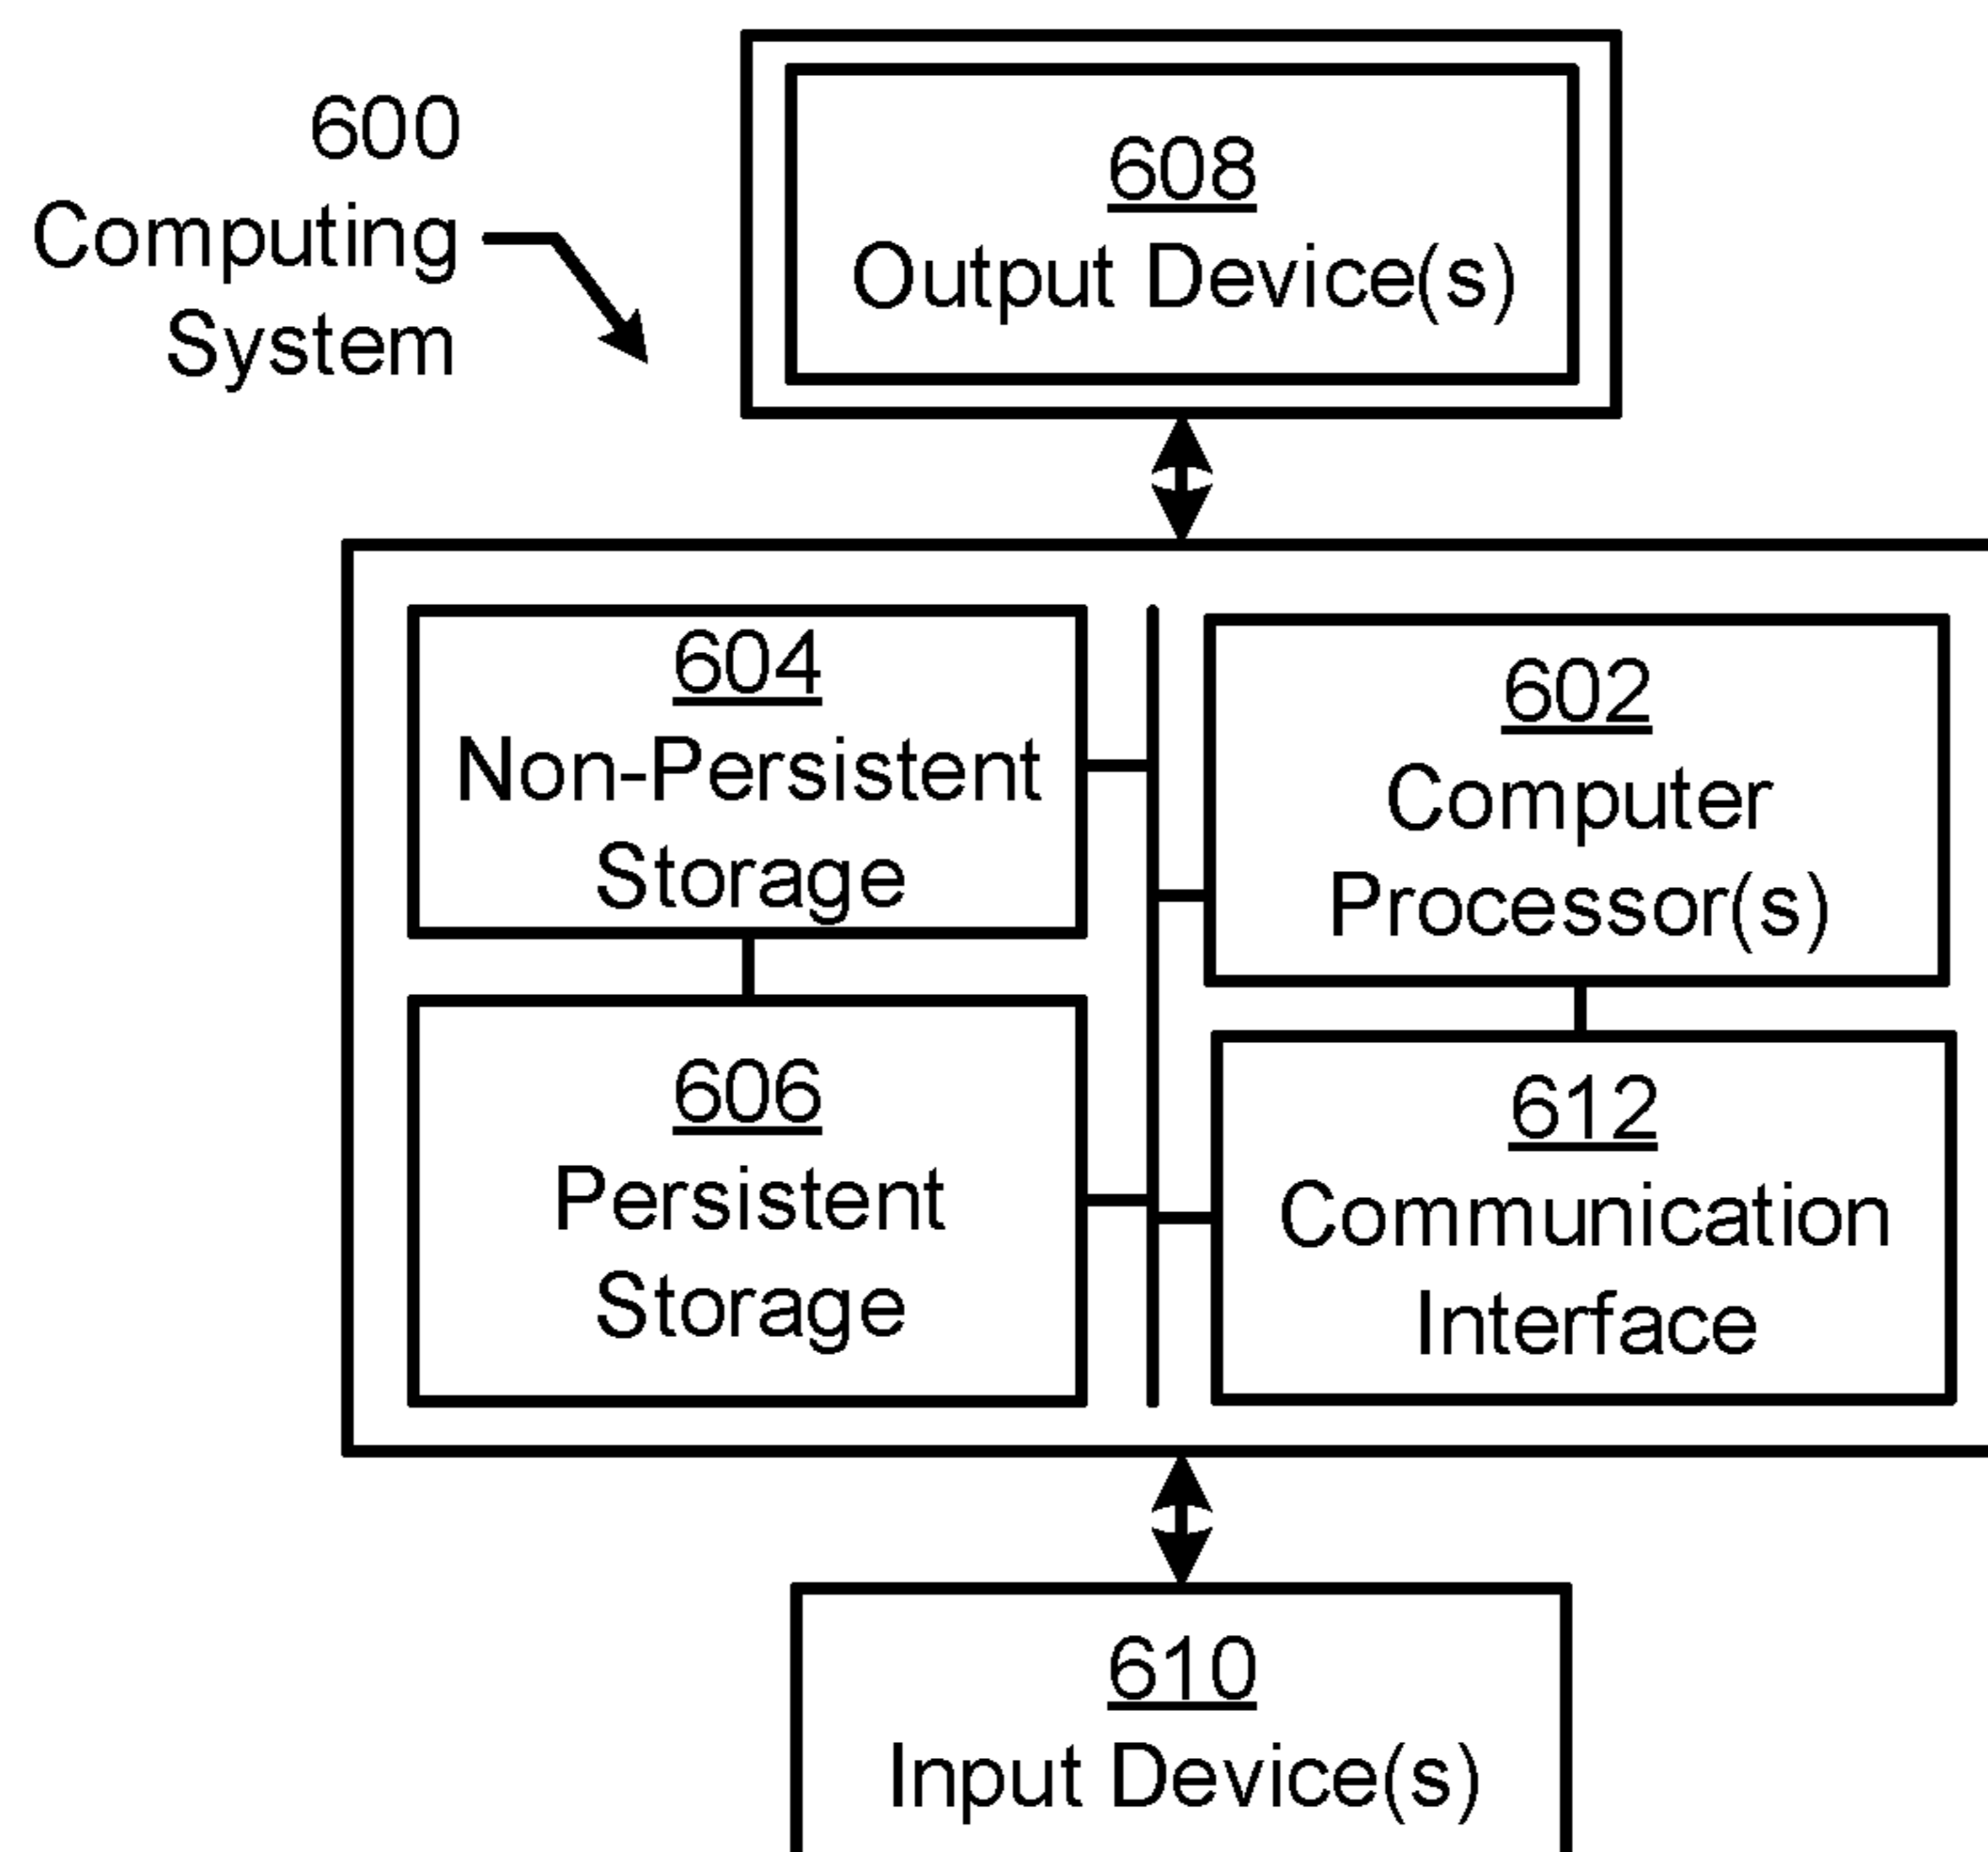 600
Computing
System
608
Output Device(s)
604
Non-Persistent
Storage
602
Computer
Processor(s)
606
Persistent
Storage
612
Communication
Interface
610
Input Device(s)